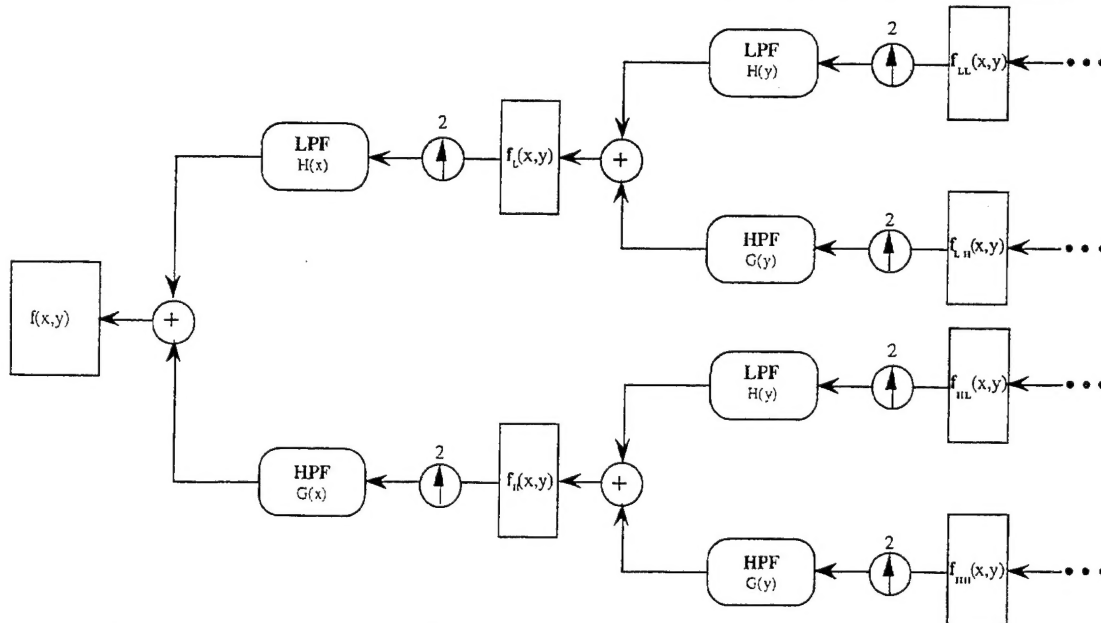 2
LPF
H(y)
f_LL(x,y)
2
LPF
H(x)
f_L(x,y)
+
2
HPF
G(y)
f_LH(x,y)
f(x,y)
+
2
LPF
H(y)
f_HL(x,y)
2
HPF
G(x)
f_H(x,y)
+
2
HPF
G(y)
f_HH(x,y)